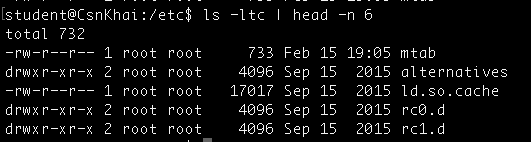 [student@CsnKhai:/etc$ ls -ltc | head -n 6
total 732
-rw-r--r-- 1 root root    733 Feb 15 19:05 mtab
drwxr-xr-x 2 root root   4096 Sep 15  2015 alternatives
-rw-r--r-- 1 root root  17017 Sep 15  2015 ld.so.cache
drwxr-xr-x 2 root root   4096 Sep 15  2015 rc0.d
drwxr-xr-x 2 root root   4096 Sep 15  2015 rc1.d